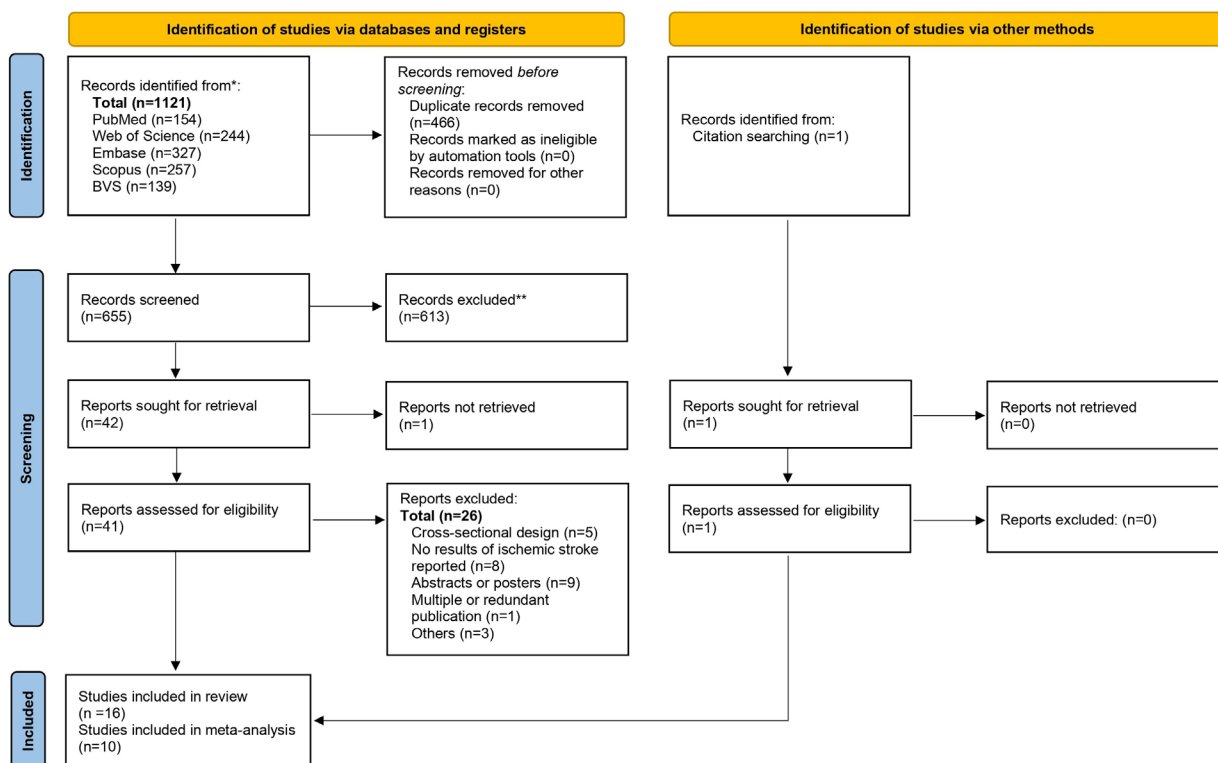 Identification of studies via databases and registers
Identification of studies via other methods
Identification
Records identified from*:
Total (n=1121)
PubMed (n=154)
Web of Science (n=244)
Embase (n=327)
Scopus (n=257)
BVS (n=139)
Records removed before
screening:
Duplicate records removed
(n=466)
Records marked as ineligible
by automation tools (n=0)
Records removed for other
reasons (n=0)
Records identified from:
Citation searching (n=1)
Screening
Records screened
(n=655)
Records excluded**
(n=613)
Reports sought for retrieval
(n=42)
Reports not retrieved
(n=1)
Reports sought for retrieval
(n=1)
Reports not retrieved
(n=0)
Reports assessed for eligibility
(n=41)
Reports excluded:
Total (n=26)
Cross-sectional design (n=5)
No results of ischemic stroke
reported (n=8)
Abstracts or posters (n=9)
Multiple or redundant
publication (n=1)
Others (n=3)
Reports assessed for eligibility
(n=1)
Reports excluded: (n=0)
Included
Studies included in review
(n =16)
Studies included in meta-analysis
(n=10)